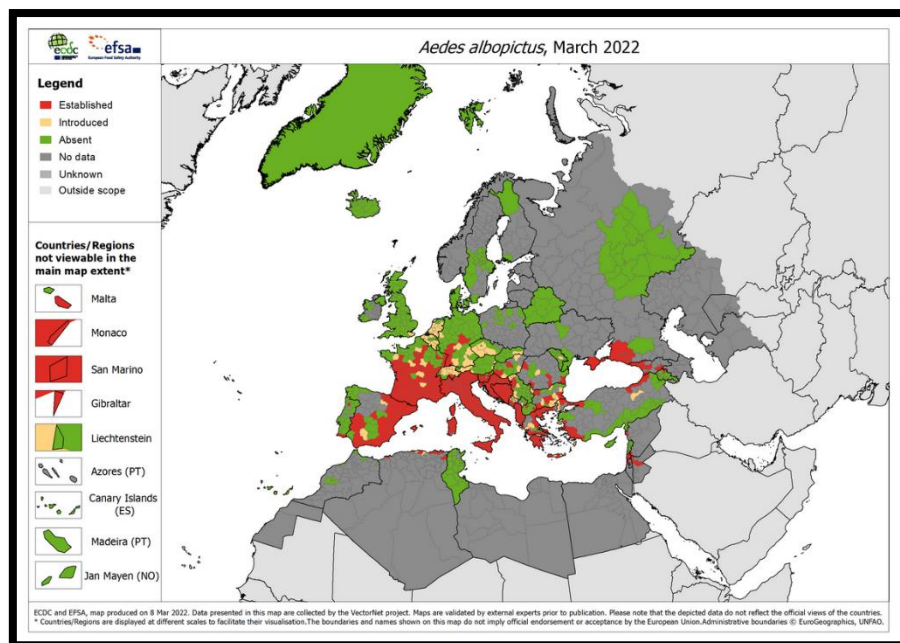 ecdc
efsa
European Food Safety Authority
Aedes albopictus, March 2022
Legend
Established
Introduced
Absent
No data
Unknown
Outside scope
Countries/Regions
not viewable in the
main map extent*
Malta
Monaco
San Marino
Gibraltar
Liechtenstein
Azores (PT)
Canary Islands
(ES)
Madeira (PT)
Jan Mayen (NO)
ECDC and EFSA, map produced on 8 Mar 2022. Data presented in this map are collected by the VectorNet project. Maps are validated by external experts prior to publication. Please note that the depicted data do not reflect the official views of the countries.
* Countries/Regions are displayed at different scales to facilitate their visualisation.The boundaries and names shown on this map do not imply official endorsement or acceptance by the European Union.Administrative boundaries © EuroGeographics, UNFAO.